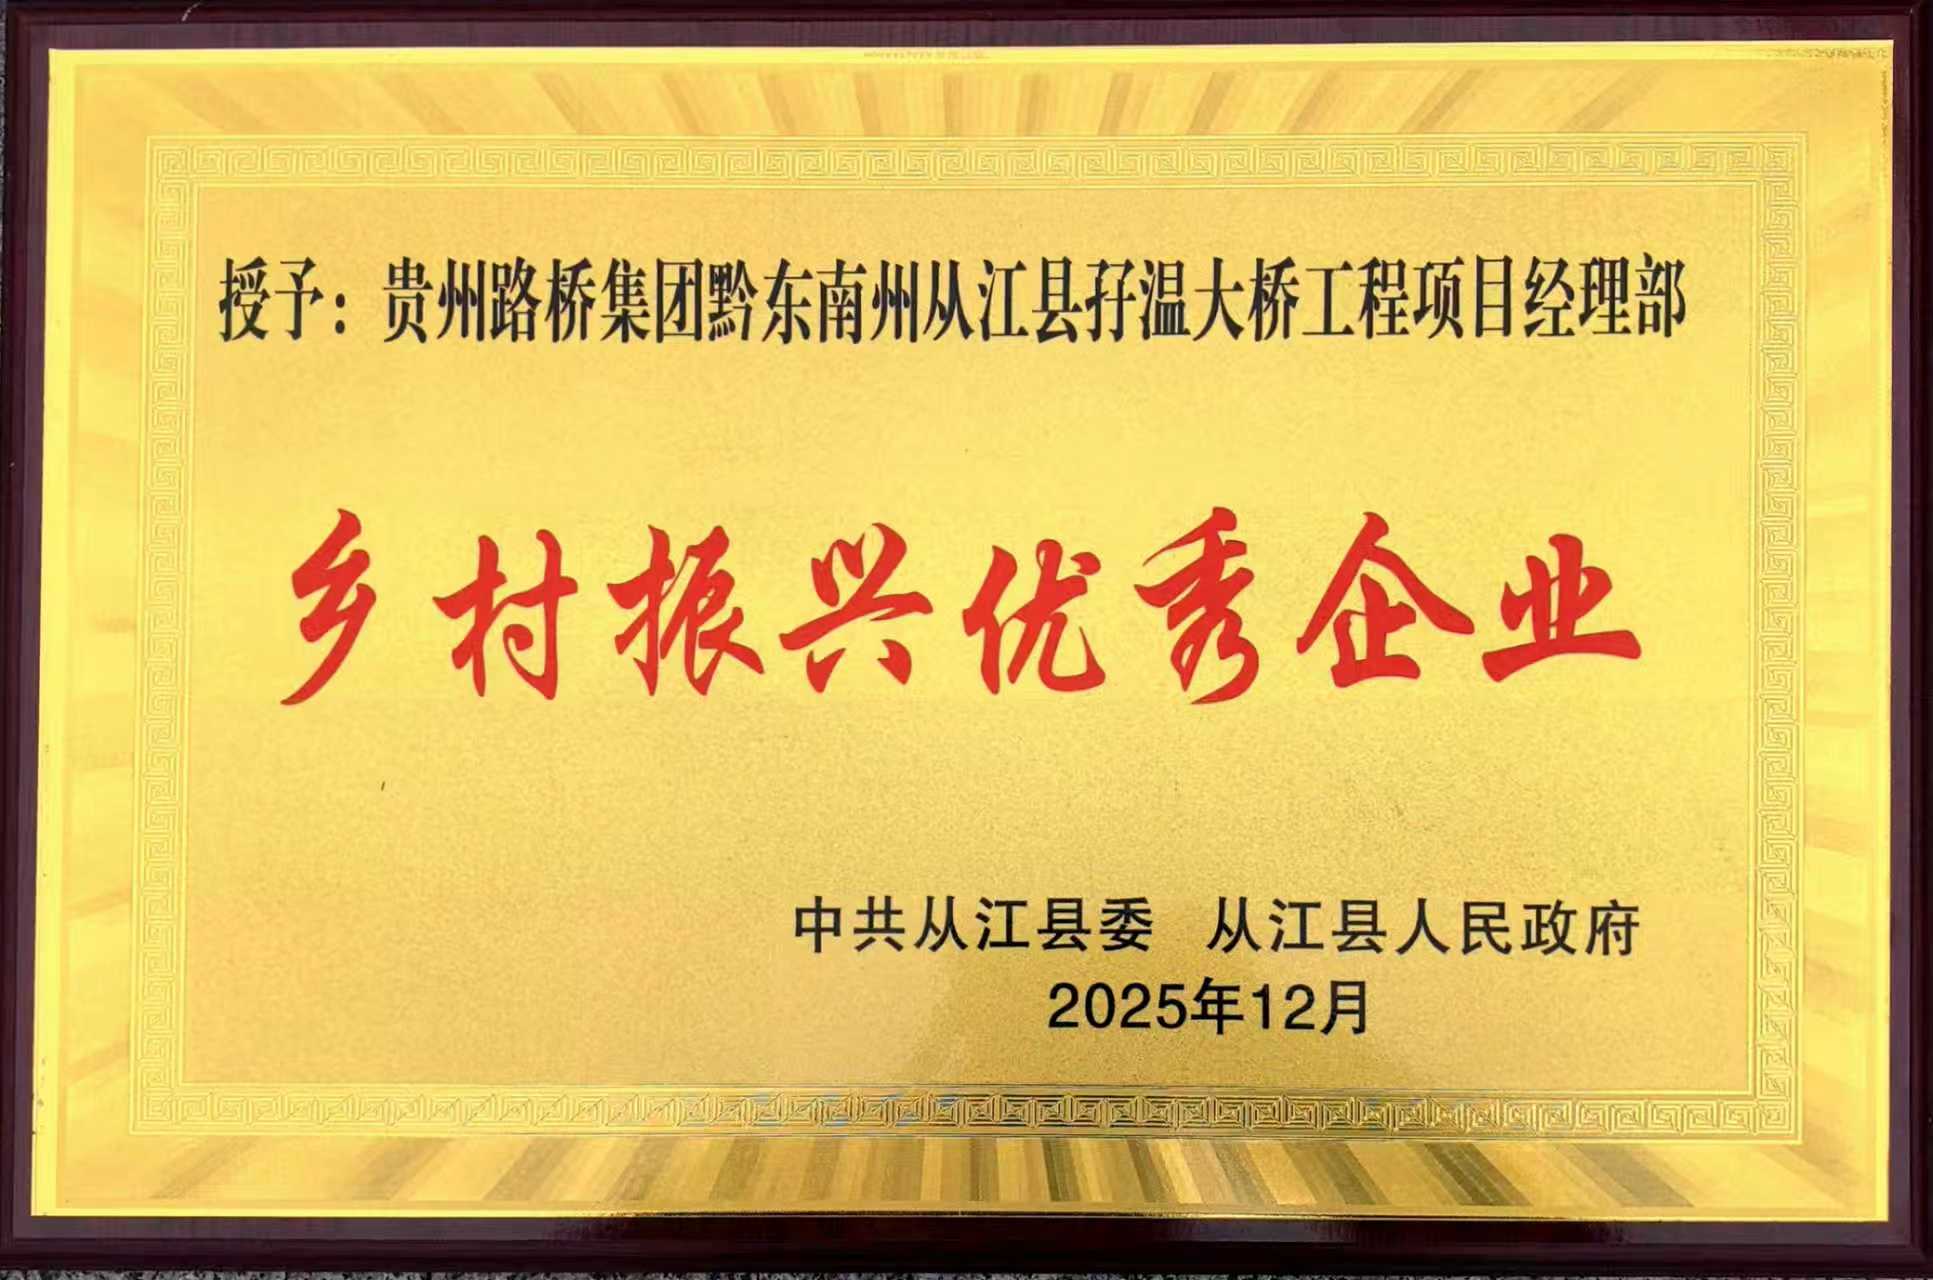 授予：贵州路桥集团黔东南州从江县孖温大桥工程项目经理部
乡村振兴优秀企业
中共从江县委 从江县人民政府
2025年12月